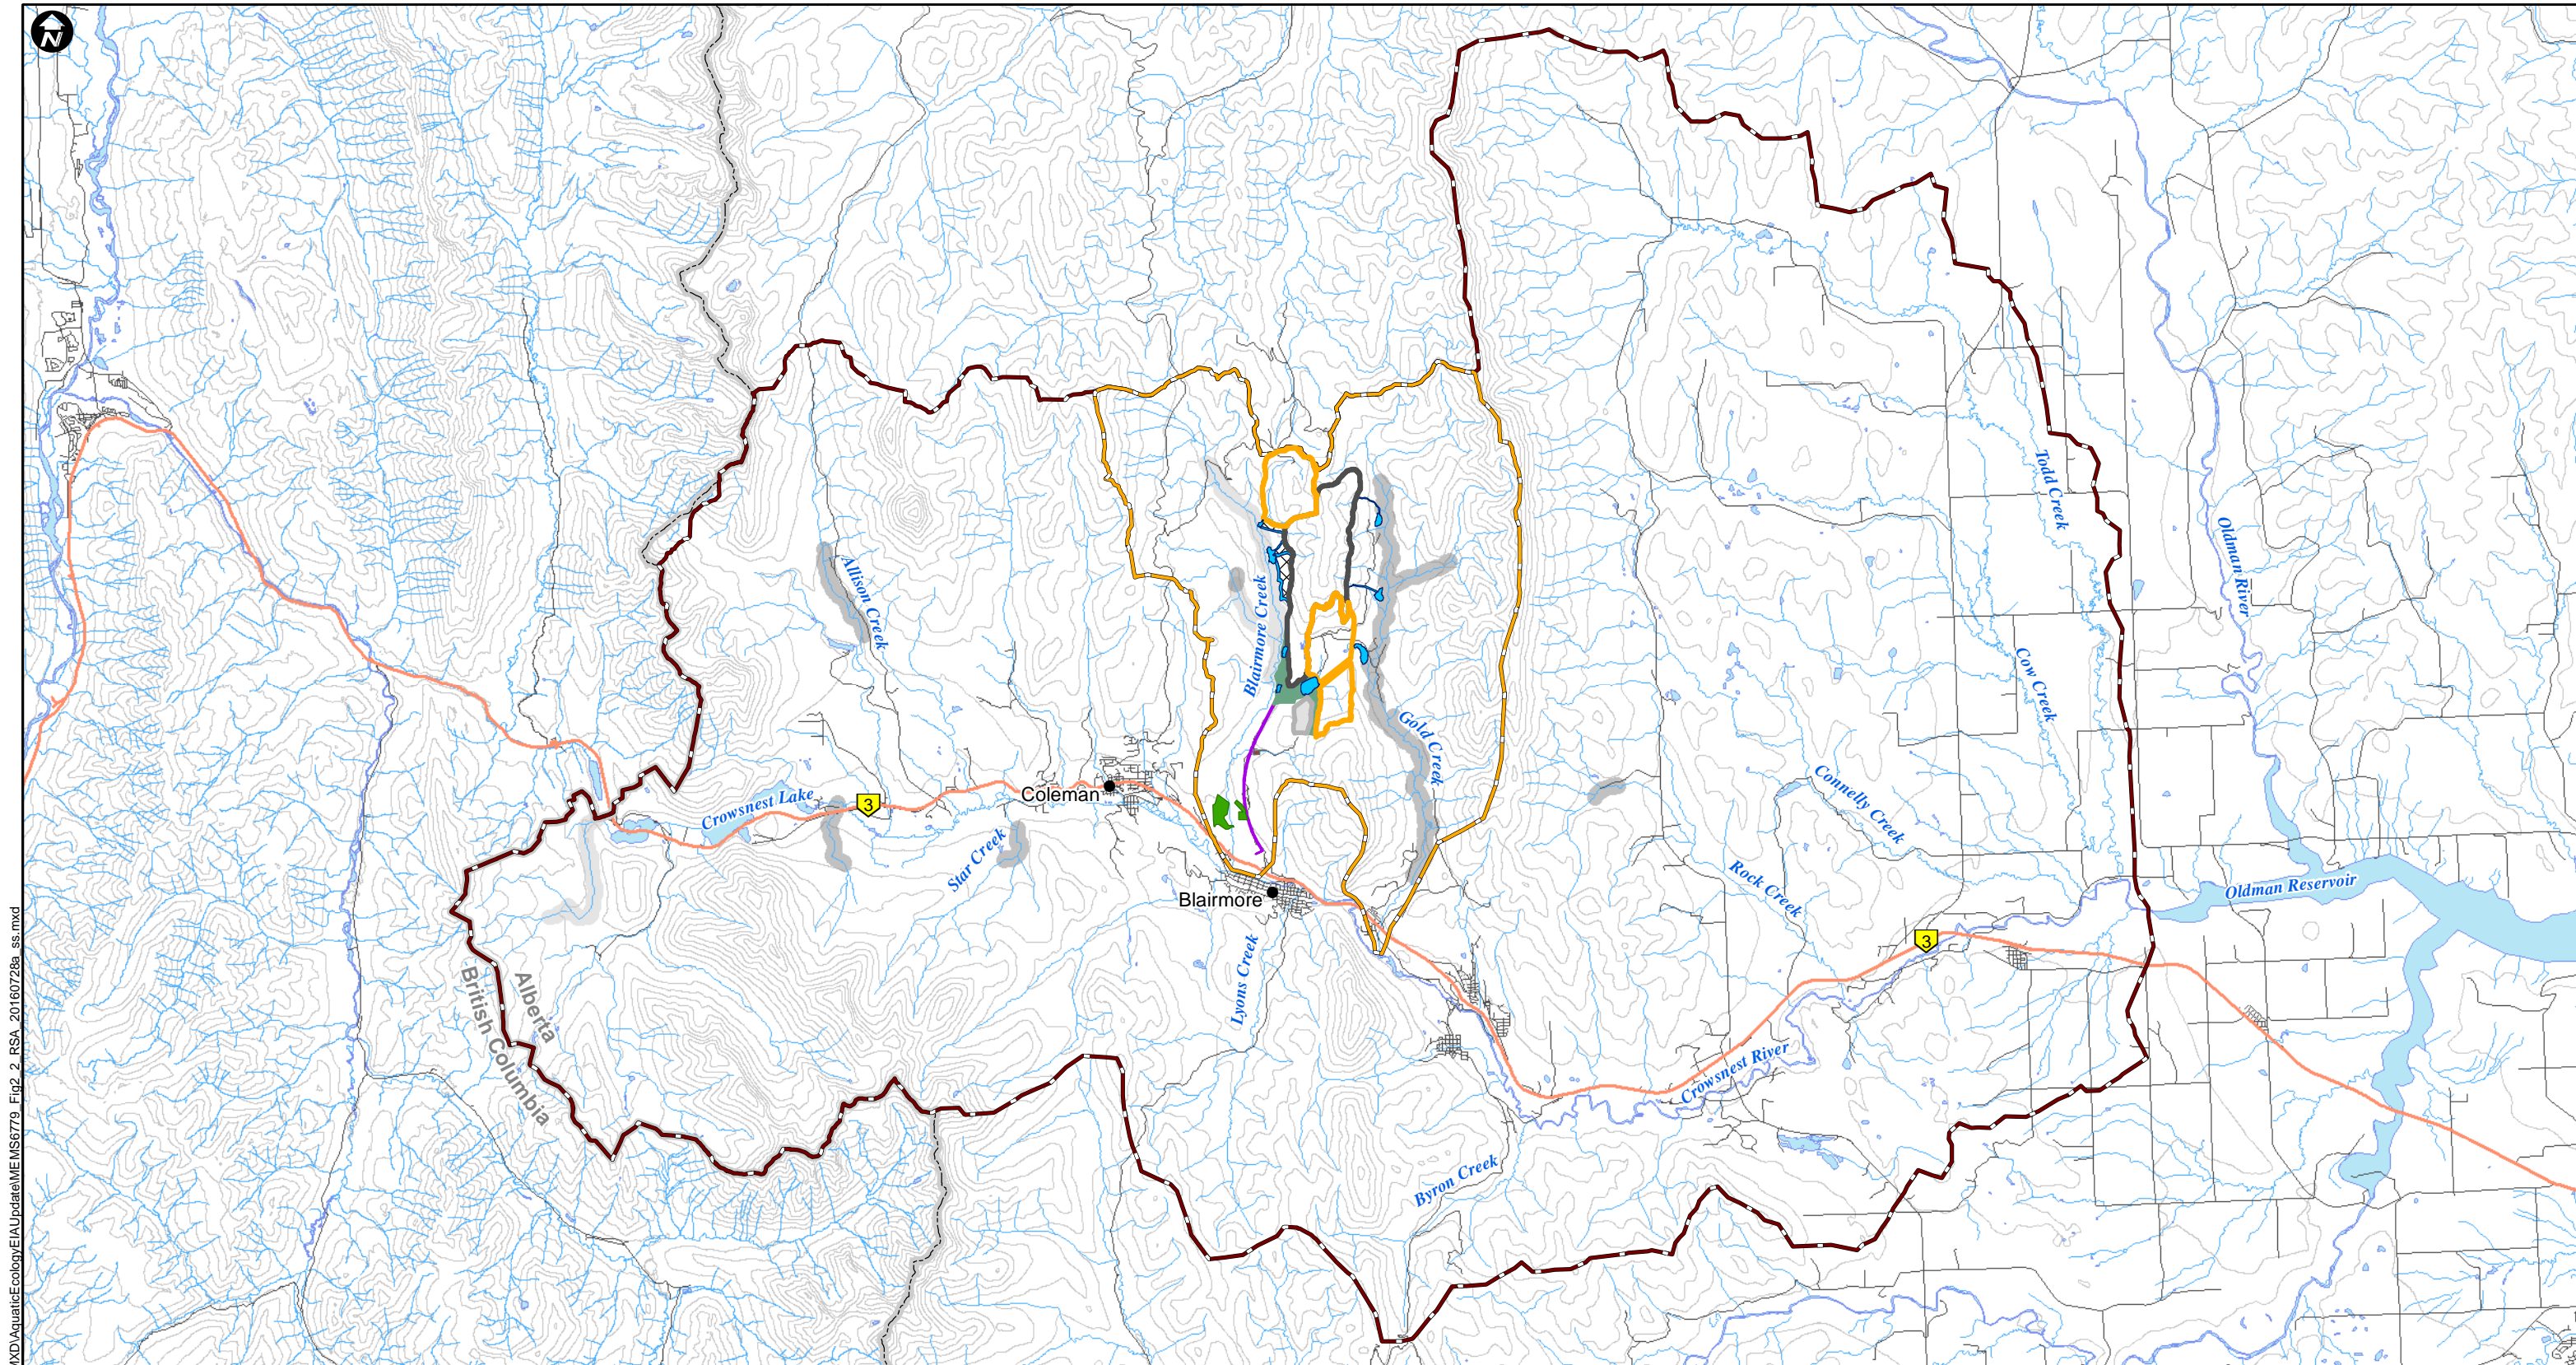 N
Todd Creek
Oldman River
Allison Creek
Blairmore Creek
Cow Creek
Gold Creek
Connelly Creek
Crowsnest Lake
3
Coleman
Star Creek
Rock Creek
Blairmore
Oldman Reservoir
3
Lyons Creek
Alberta
British Columbia
Crowsnest River
Byron Creek
MXD\AquaticEcologyEIAUpdate\MEMS6779_Fig2_2_RSA_20160728a_ss.mxd